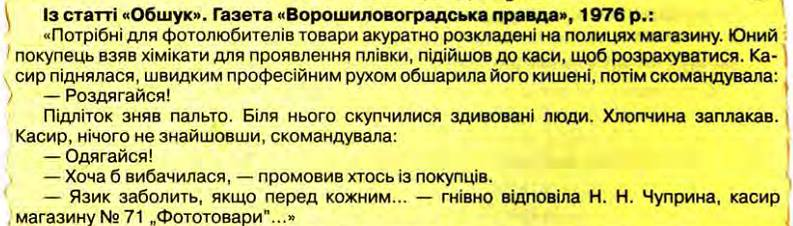 Із статті «Обшук». Газета «Ворошиловоградська правда», 1976 р.:
«Потрібні для фотолюбителів товари акуратно розкладені на полицях магазину. Юний
покупець взяв хімікати для проявлення плівки, підійшов до каси, щоб розрахуватися. Ка-
сир піднялася, швидким професійним рухом обшарила його кишені, потім скомандувала:
— Роздягайся!
Підліток зняв пальто. Біля нього скупчилися здивовані люди. Хлопчина заплакав.
Касир, нічого не знайшовши, скомандувала:
— Одягайся!
— Хоча б вибачилася, — промовив хтось із покупців.
— Язик заболить, якщо перед кожним... — гнівно відповіла Н. Н. Чуприна, касир
магазину № 71 „Фототовари"...»